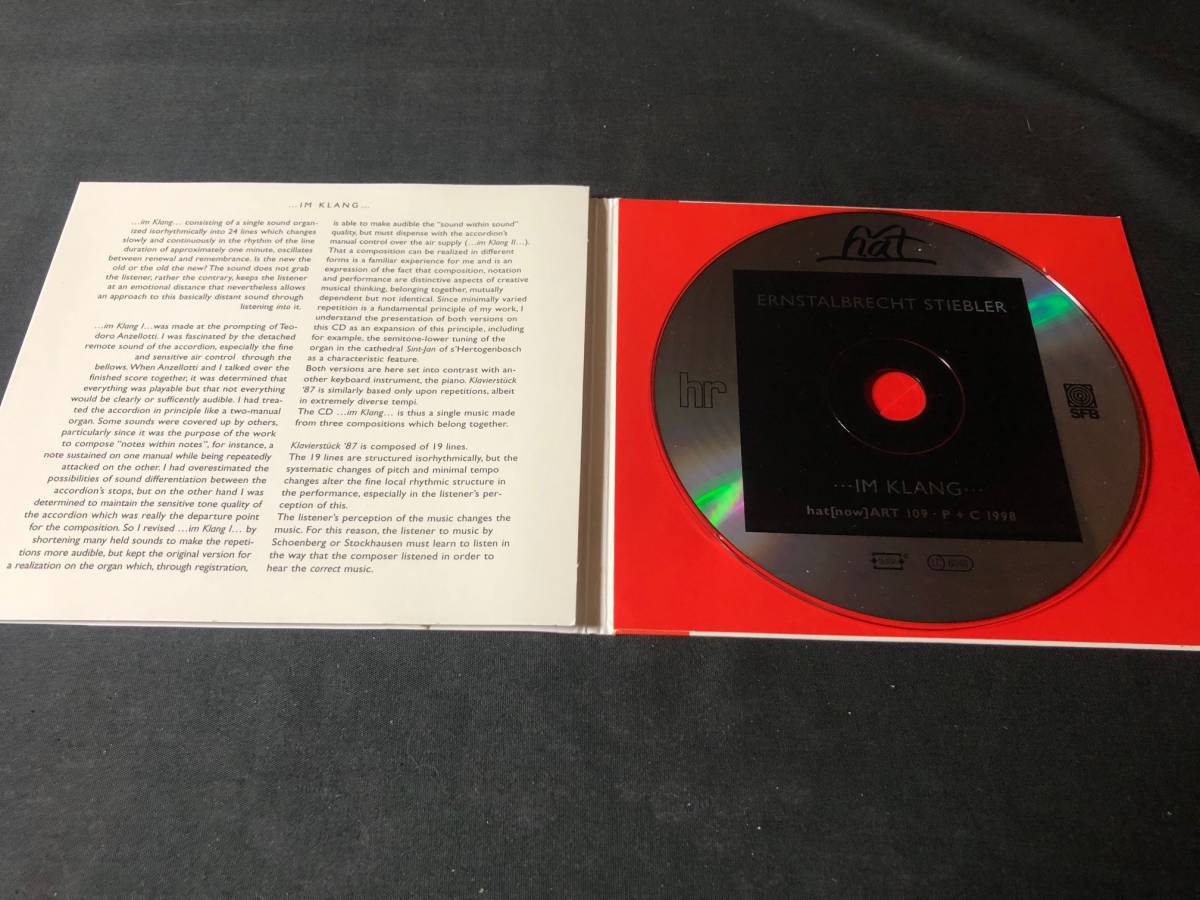 ...IM KLANG...
...im Klang... consisting of a single sound organ-
ized isorhythmically into 24 lines which changes
slowly and continuously in the rhythm of the line
duration of approximately one minute, oscillates
between renewal and remembrance. Is the new the
old or the old the new? The sound does not grab
the listener, rather the contrary, keeps the listener
at an emotional distance that nevertheless allows
an approach to this basically distant sound through
listening into it.
...im Klang I...was made at the prompting of Teo-
doro Anzellotti. I was fascinated by the detached
remote sound of the accordion, especially the fine
and sensitive air control through the
bellows. When Anzellotti and I talked over the
finished score together, it was determined that
everything was playable but that not everything
would be clearly or sufficently audible. I had trea-
ted the accordion in principle like a two-manual
organ. Some sounds were covered up by others,
particularly since it was the purpose of the work
to compose "notes within notes", for instance, a
note sustained on one manual while being repeatedly
attacked on the other. I had overestimated the
possibilities of sound differentiation between the
accordion's stops, but on the other hand I was
determined to maintain the sensitive tone quality of
the accordion which was really the departure point
for the composition. So I revised ...im Klang I... by
shortening many held sounds to make the repeti-
tions more audible, but kept the original version for
a realization on the organ which, through registration,
is able to make audible the "sound within sound"
quality, but must dispense with the accordion's
manual control over the air supply (...im Klang II...).
That a composition can be realized in different
forms is a familiar experience for me and is an
expression of the fact that composition, notation
and performance are distinctive aspects of creative
musical thinking, belonging together, mutually
dependent but not identical. Since minimally varied
repetition is a fundamental principle of my work, I
understand the presentation of both versions on
this CD as an expansion of this principle, including
for example, the semitone-lower tuning of the
organ in the cathedral Sint-Jan of s'Hertogenbosch
as a characteristic feature.
Both versions are here set into contrast with an-
other keyboard instrument, the piano. Klavierstück
'87 is similarly based only upon repetitions, albeit
in extremely diverse tempi.
The CD ...im Klang... is thus a single music made
from three compositions which belong together.
Klavierstück '87 is composed of 19 lines.
The 19 lines are structured isorhythmically, but the
systematic changes of pitch and minimal tempo
changes alter the fine local rhythmic structure in
the performance, especially in the listener's per-
ception of this.
The listener's perception of the music changes the
music. For this reason, the listener to music by
Schoenberg or Stockhausen must learn to listen in
the way that the composer listened in order to
hear the correct music.
hat
ERNSTALBRECHT STIEBLER
hr
SFB
...IM KLANG...
hat[now]ART 109 · P + C 1998